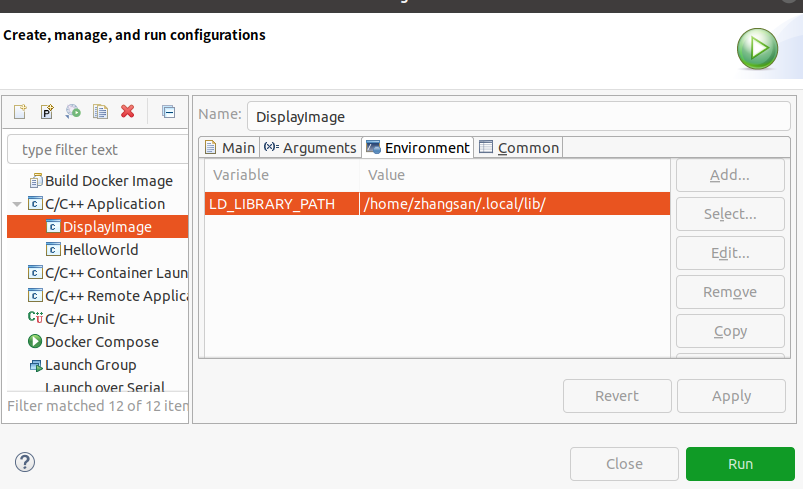 Create, manage, and run configurations
type filter text
Build Docker Image
C/C++ Application
DisplayImage
HelloWorld
C/C++ Container Laun
C/C++ Remote Applica
C/C++ Unit
Docker Compose
Launch Group
Launch over Serial
Filter matched 12 of 12 iten
Name: DisplayImage
Main (x)= Arguments Environment Common
Variable Value
LD_LIBRARY_PATH /home/zhangsan/.local/lib/
Add...
Select...
Edit...
Remove
Copy
Revert Apply
Close Run